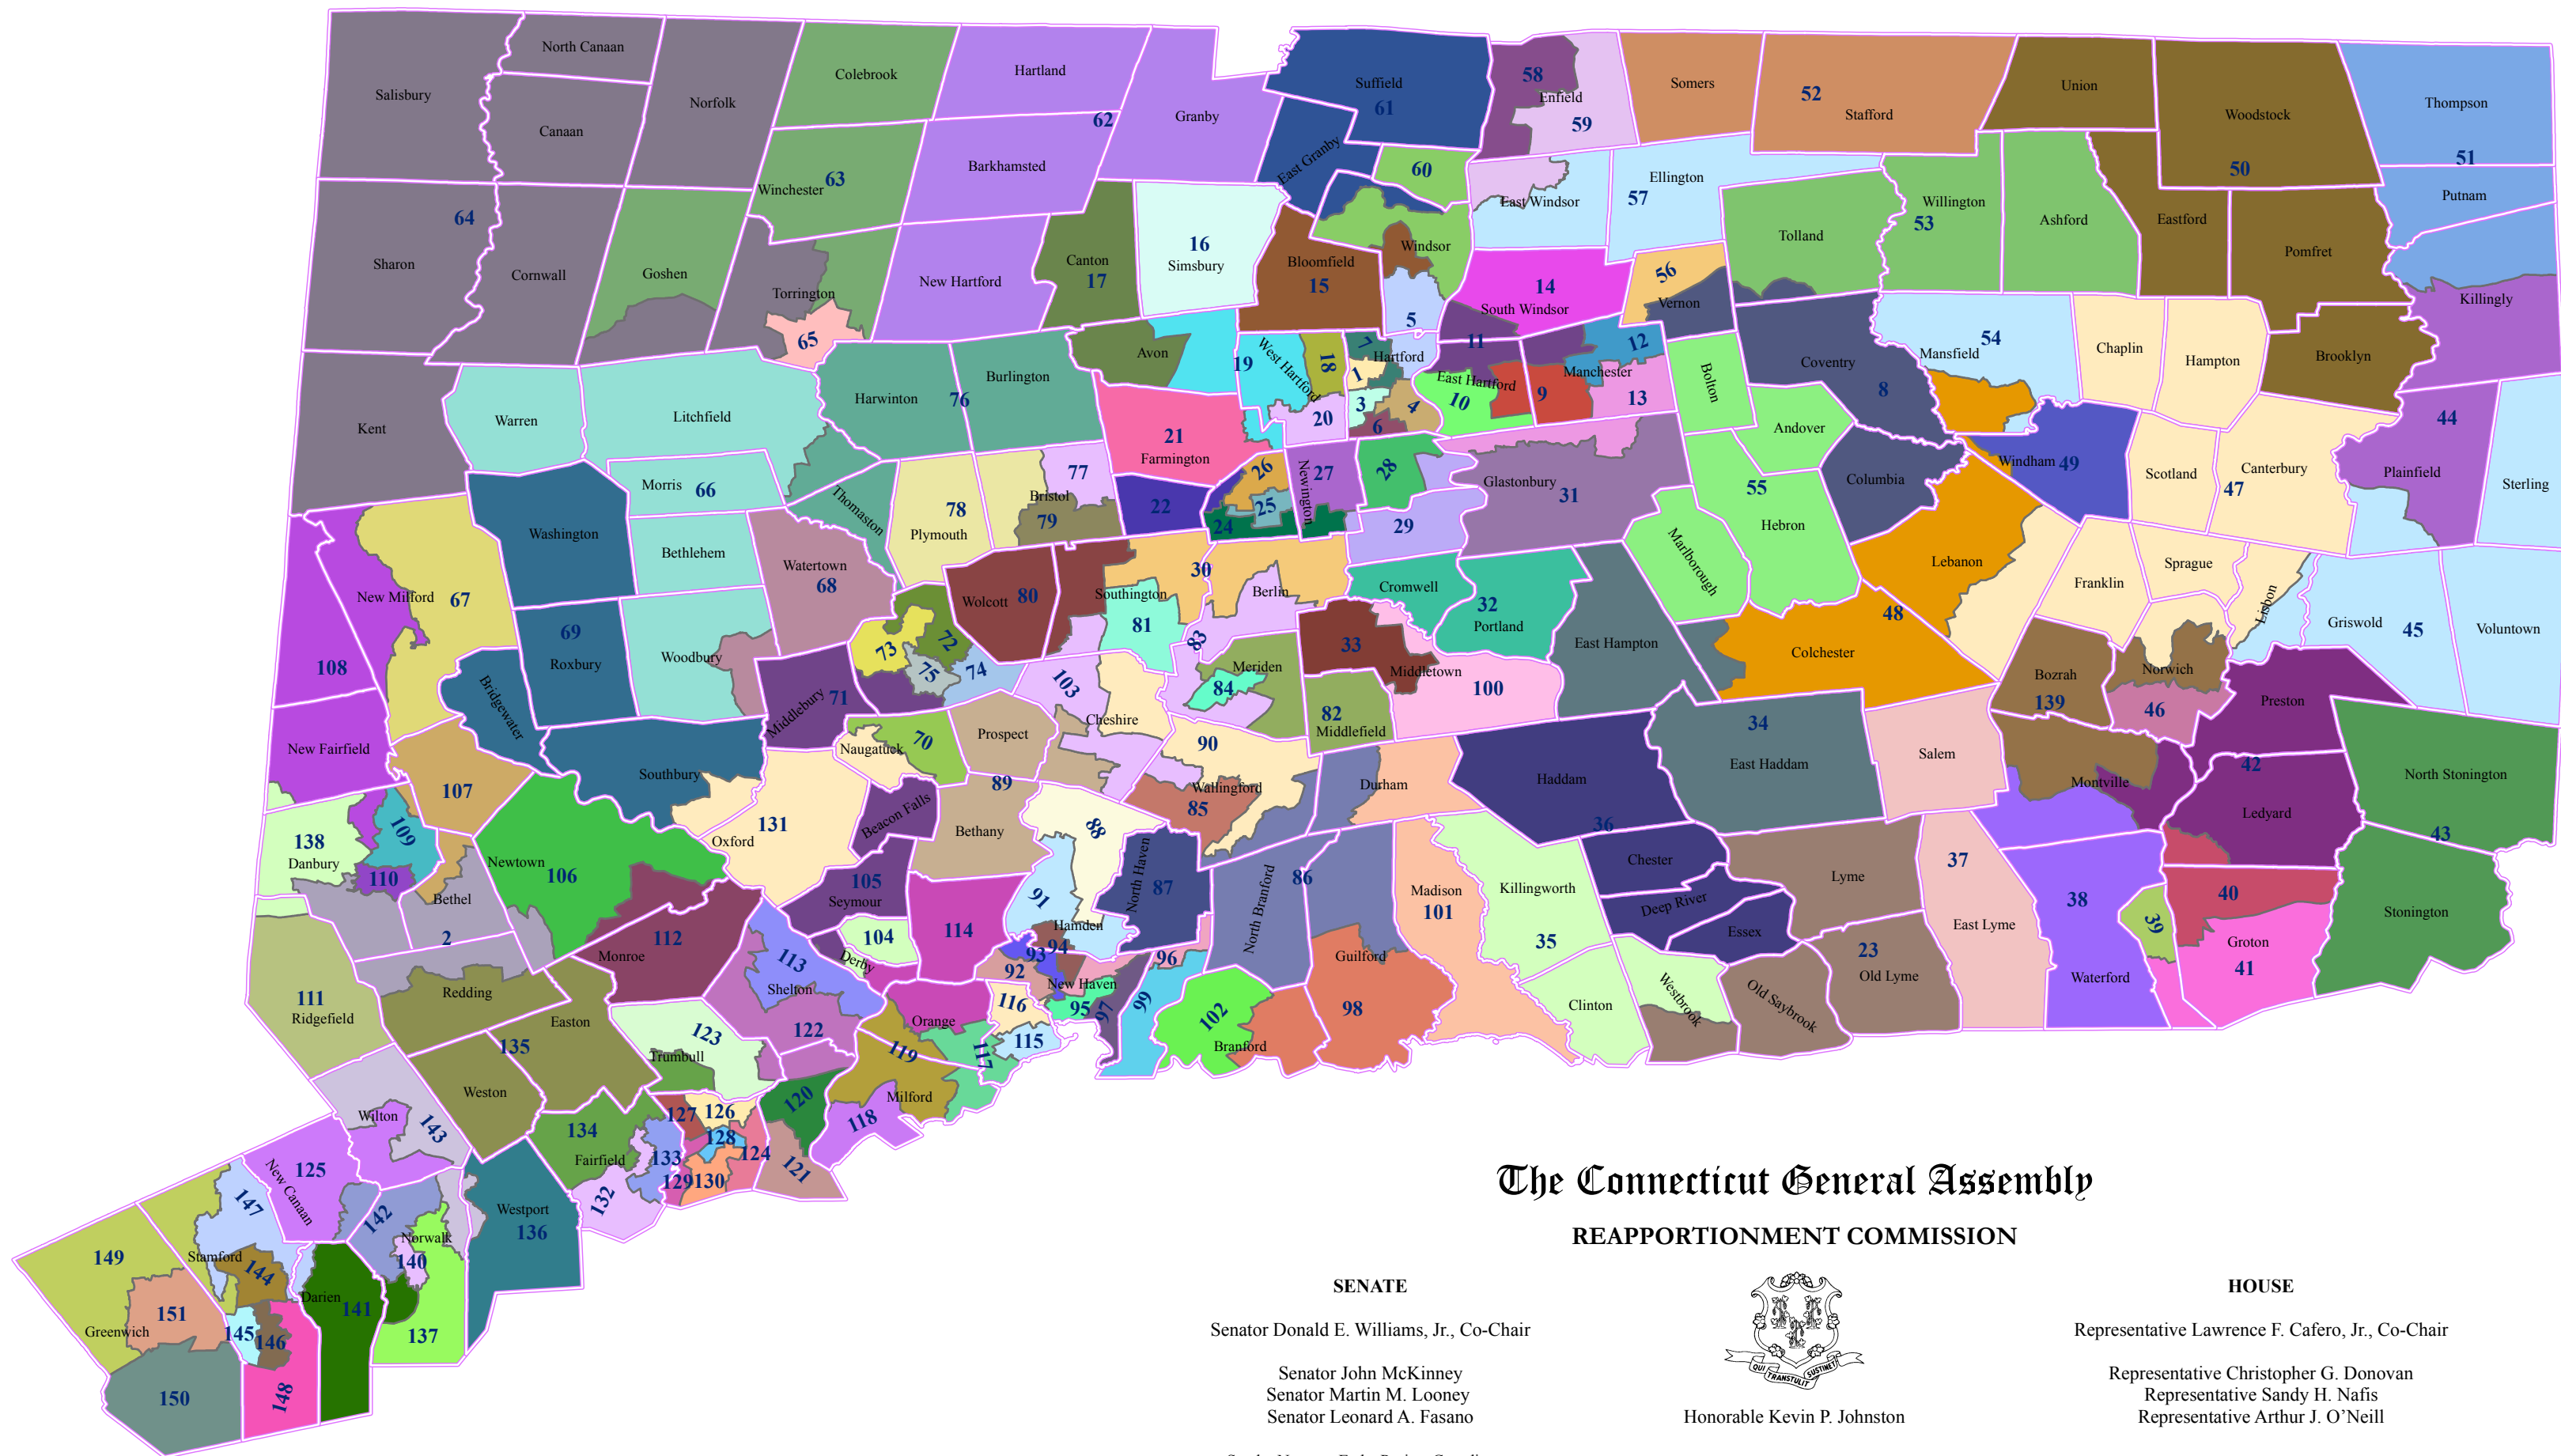 Salisbury
North Canaan
Canaan
Norfolk
Colebrook
Hartland
62
Granby
Suffield
61
58
Enfield
59
Somers
52
Stafford
Union
Woodstock
50
Thompson
51
Putnam
64
Sharon
Cornwall
Goshen
Winchester
63
Barkhamsted
New Hartford
Torrington
65
Canton
17
16
Simsbury
East Granby
60
Windsor
Bloomfield
15
5
East Windsor
57
Ellington
14
South Windsor
56
Vernon
Tolland
Willington
53
Ashford
Eastford
Pomfret
Killingly
Kent
Warren
Litchfield
Harwinton
76
Burlington
Avon
19
West Hartford
18
7
Hartford
1
3
4
6
20
11
East Hartford
10
9
12
Manchester
13
Bolton
Coventry
8
54
Mansfield
Chaplin
Hampton
Brooklyn
44
Plainfield
Sterling
21
Farmington
Morris
66
Washington
Bethlehem
Thomaston
78
Plymouth
77
Bristol
79
22
26
25
24
Newington
27
28
29
Glastonbury
31
Andover
55
Hebron
Marlborough
Columbia
Windham
49
Scotland
Canterbury
47
Lebanon
Franklin
Sprague
Lisbon
Griswold
45
Voluntown
New Milford
67
108
69
Roxbury
Woodbury
Watertown
68
Wolcott
80
Southington
81
30
Berlin
83
Cromwell
32
Portland
East Hampton
48
Colchester
Bozrah
139
Norwich
46
Preston
73
72
75
74
103
Meriden
84
33
Middletown
100
82
Middlefield
New Fairfield
Bridgewater
Southbury
Middlebury
71
Naugatuck
70
Prospect
Cheshire
90
Wallingford
85
Durham
Haddam
36
34
East Haddam
Salem
Montville
42
Ledyard
North Stonington
43
107
138
Danbury
109
110
Bethel
2
Newtown
106
Oxford
131
Beacon Falls
89
Bethany
88
91
Hamden
North Haven
87
86
North Branford
Madison
101
Killingworth
35
Chester
Deep River
Essex
Lyme
37
East Lyme
38
Waterford
39
40
Groton
41
Stonington
105
Seymour
104
Derby
114
112
Monroe
113
Shelton
122
94
93
92
New Haven
96
95
97
99
116
115
Orange
117
119
102
Branford
Guilford
98
Clinton
Westbrook
Old Saybrook
23
Old Lyme
111
Ridgefield
Redding
Easton
135
Weston
123
Trumbull
120
121
118
Milford
Wilton
143
134
Fairfield
133
132
127
126
128
124
129
130
125
New Canaan
147
Stamford
144
145
146
148
142
Norwalk
140
137
Darien
141
Westport
136
149
151
Greenwich
150
The Connecticut General Assembly
REAPPORTIONMENT COMMISSION
SENATE
Senator Donald E. Williams, Jr., Co-Chair
Senator John McKinney
Senator Martin M. Looney
Senator Leonard A. Fasano
QUI TRANSTULIT SUSTINET
Honorable Kevin P. Johnston
HOUSE
Representative Lawrence F. Cafero, Jr., Co-Chair
Representative Christopher G. Donovan
Representative Sandy H. Nafis
Representative Arthur J. O’Neill